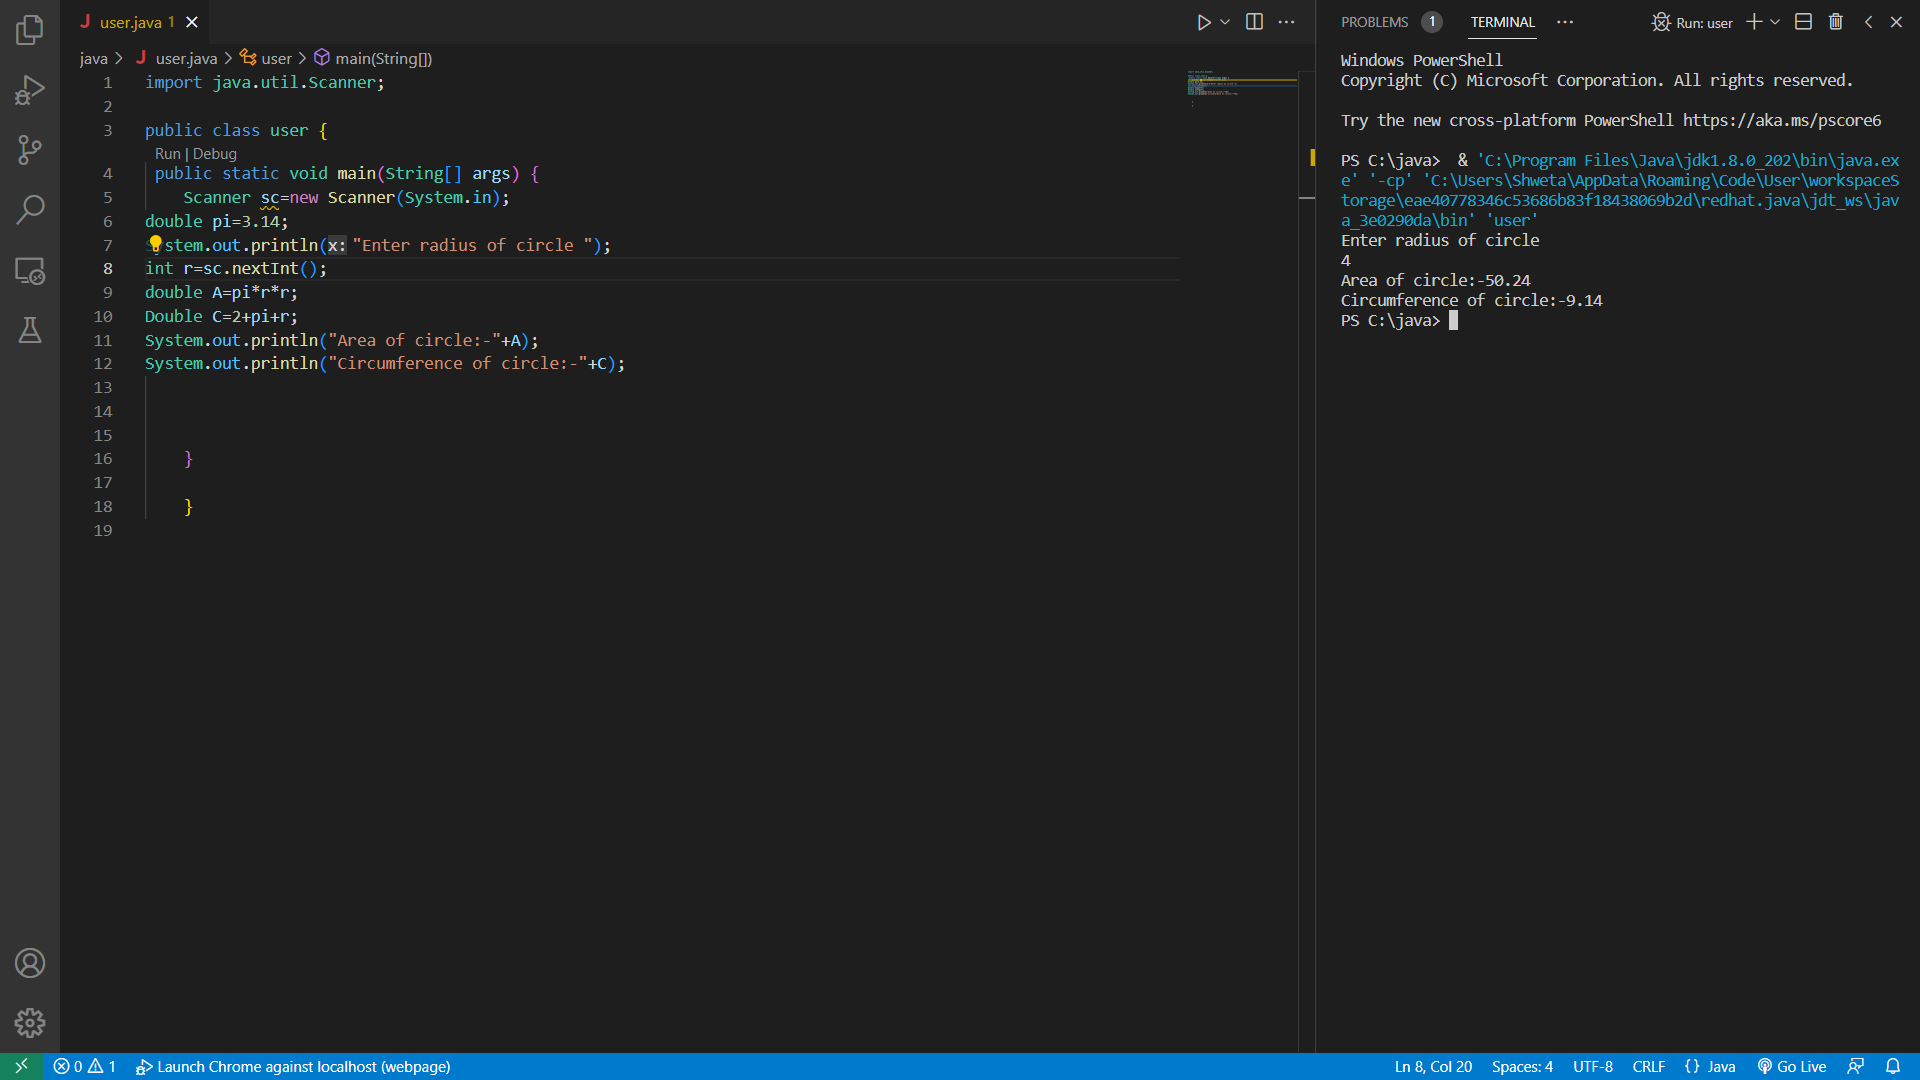 user.java 1
java > user.java > user > main(String[])
1 import java.util.Scanner;
2
3 public class user {
Run | Debug
4 public static void main(String[] args) {
5 Scanner sc=new Scanner(System.in);
6 double pi=3.14;
7 System.out.println(x: "Enter radius of circle ");
8 int r=sc.nextInt();
9 double A=pi*r*r;
10 Double C=2+pi+r;
11 System.out.println("Area of circle:-"+A);
12 System.out.println("Circumference of circle:-"+C);
13
14
15
16 }
17
18 }
19
PROBLEMS 1 TERMINAL ··· Run: user
Windows PowerShell
Copyright (C) Microsoft Corporation. All rights reserved.
Try the new cross-platform PowerShell https://aka.ms/pscore6
PS C:\java>  & 'C:\Program Files\Java\jdk1.8.0_202\bin\java.ex
e' '-cp' 'C:\Users\Shweta\AppData\Roaming\Code\User\workspaceS
torage\eae40778346c53686b83f18438069b2d\redhat.java\jdt_ws\jav
a_3e0290da\bin' 'user'
Enter radius of circle
4
Area of circle:-50.24
Circumference of circle:-9.14
PS C:\java>
0 1 Launch Chrome against localhost (webpage) Ln 8, Col 20 Spaces: 4 UTF-8 CRLF {} Java Go Live